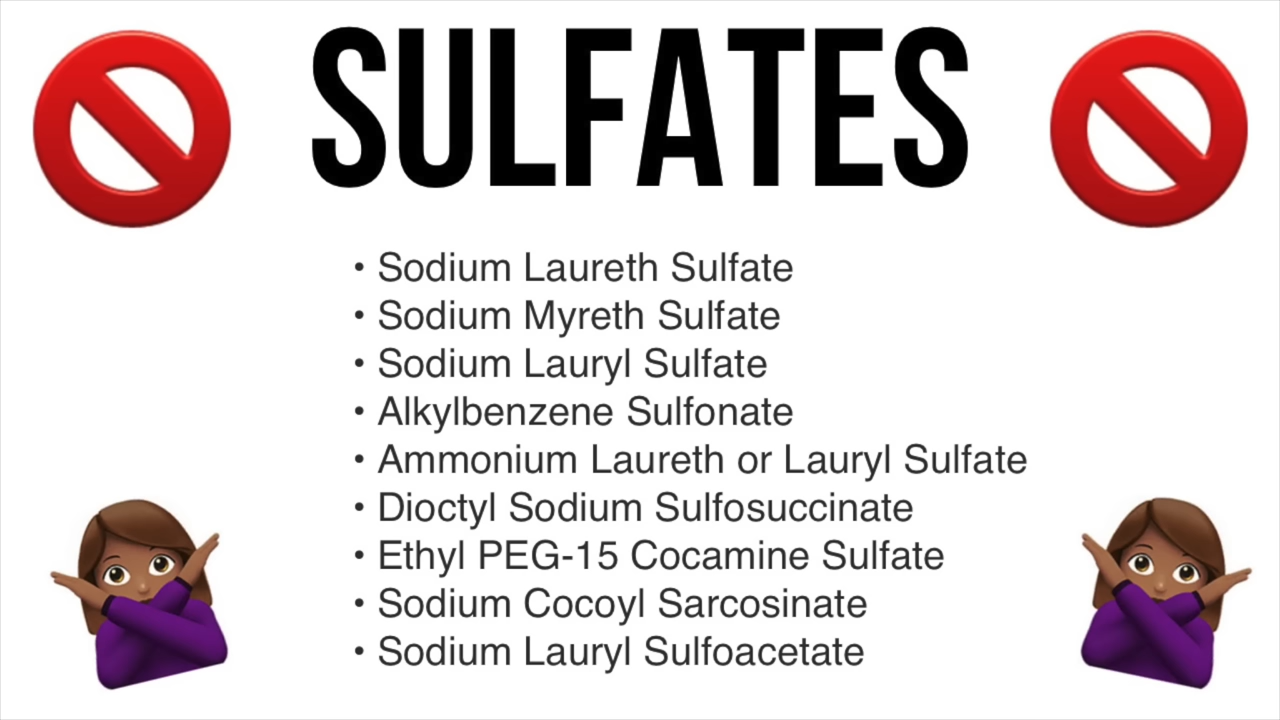 SULFATES
• Sodium Laureth Sulfate
• Sodium Myreth Sulfate
• Sodium Lauryl Sulfate
• Alkylbenzene Sulfonate
• Ammonium Laureth or Lauryl Sulfate
• Dioctyl Sodium Sulfosuccinate
• Ethyl PEG-15 Cocamine Sulfate
• Sodium Cocoyl Sarcosinate
• Sodium Lauryl Sulfoacetate